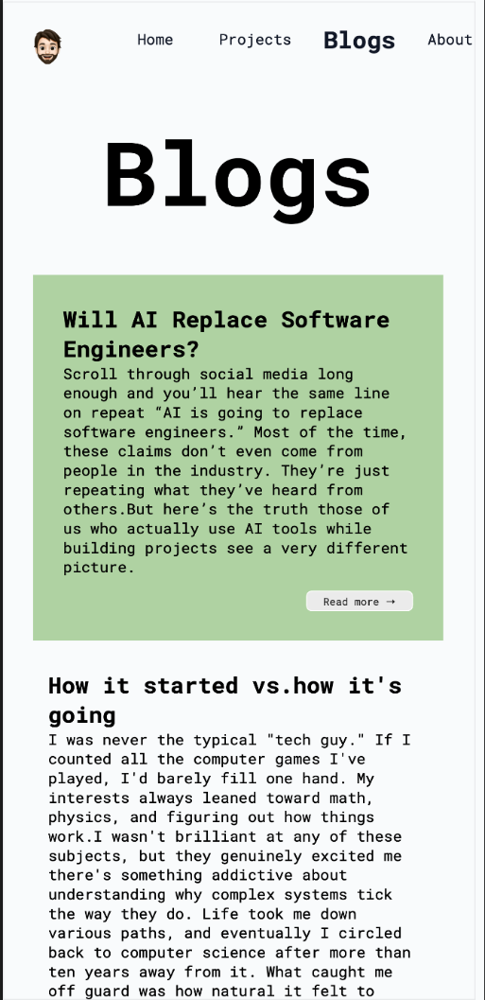 Home Projects Blogs About
Blogs
Will AI Replace Software
Engineers?
Scroll through social media long
enough and you’ll hear the same line
on repeat “AI is going to replace
software engineers.” Most of the time,
these claims don’t even come from
people in the industry. They’re just
repeating what they’ve heard from
others.But here’s the truth those of
us who actually use AI tools while
building projects see a very different
picture.
Read more →
How it started vs.how it's
going
I was never the typical "tech guy." If I
counted all the computer games I've
played, I'd barely fill one hand. My
interests always leaned toward math,
physics, and figuring out how things
work.I wasn't brilliant at any of these
subjects, but they genuinely excited me
there's something addictive about
understanding why complex systems tick
the way they do. Life took me down
various paths, and eventually I circled
back to computer science after more than
ten years away from it. What caught me
off guard was how natural it felt to